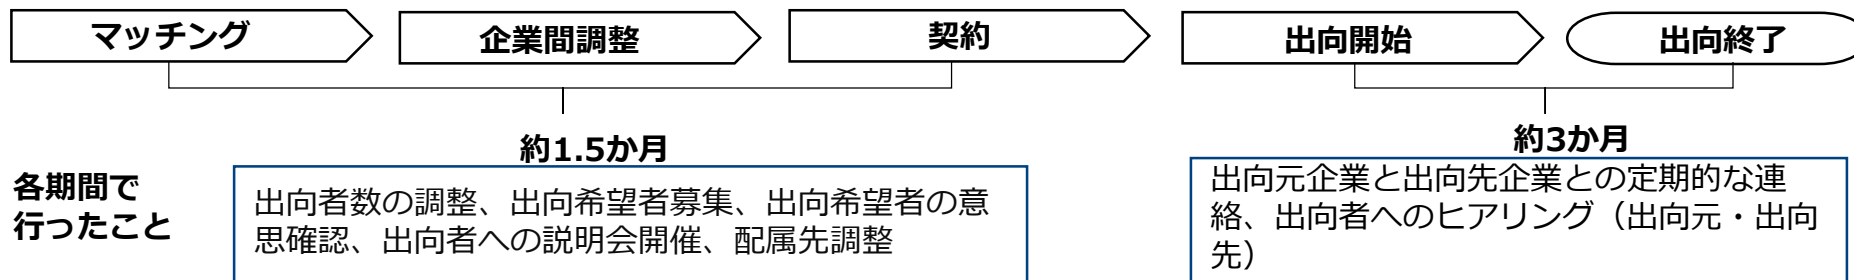 マッチング
企業間調整
契約
出向開始
出向終了
約1.5か月
約3か月
各期間で
行ったこと
出向者数の調整、出向希望者募集、出向希望者の意
思確認、出向者への説明会開催、配属先調整
出向元企業と出向先企業との定期的な連
絡、出向者へのヒアリング（出向元・出向
先）